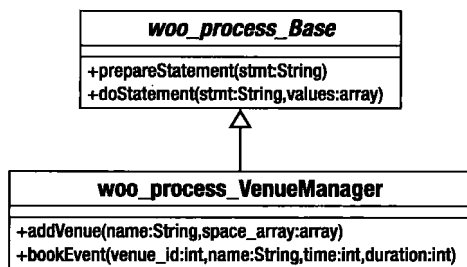 woo_process_Base
+prepareStatement(stmt:String)
+doStatement(stmt:String,values:array)
woo_process_VenueManager
+addVenue(name:String,space_array:array)
+bookEvent(venue_id:int,name:String,time:int,duration:int)